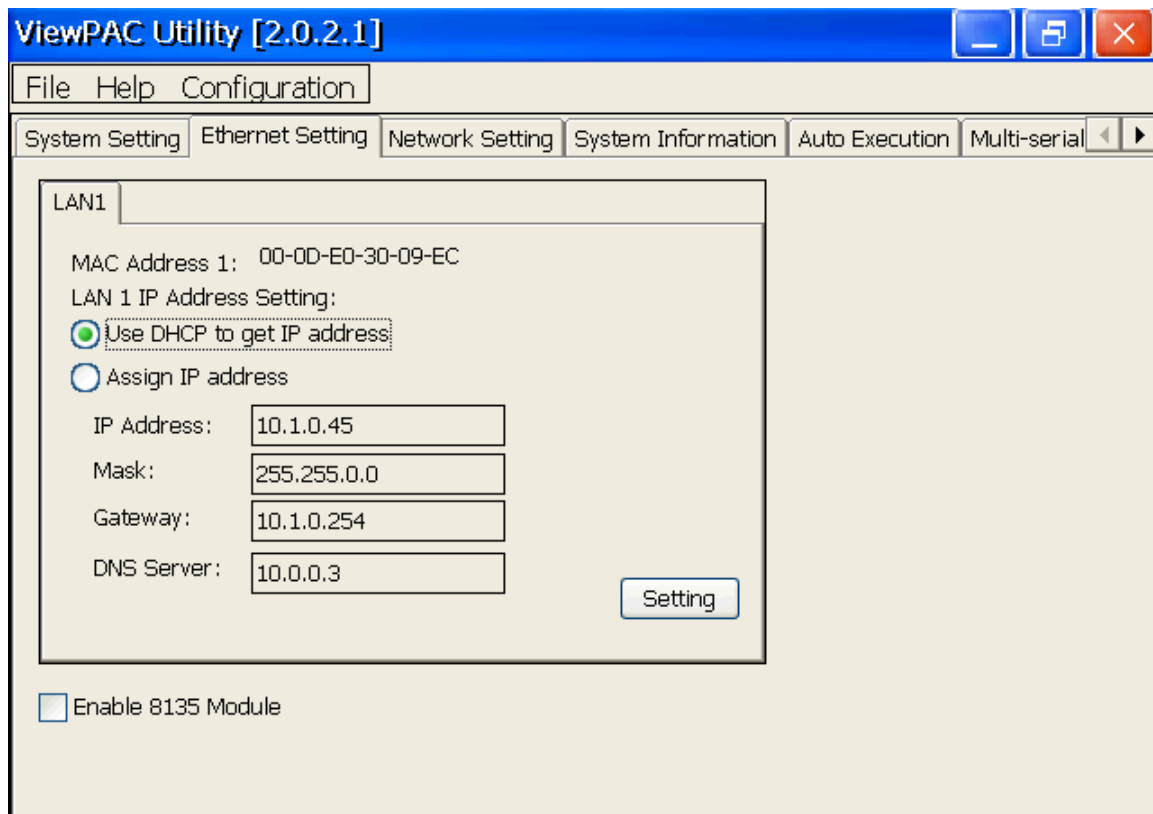 ViewPAC Utility [2.0.2.1]
File Help Configuration
System Setting Ethernet Setting Network Setting System Information Auto Execution Multi-serial
LAN1
MAC Address 1: 00-0D-E0-30-09-EC
LAN 1 IP Address Setting:
Use DHCP to get IP address
Assign IP address
IP Address: 10.1.0.45
Mask: 255.255.0.0
Gateway: 10.1.0.254
DNS Server: 10.0.0.3
Setting
Enable 8135 Module